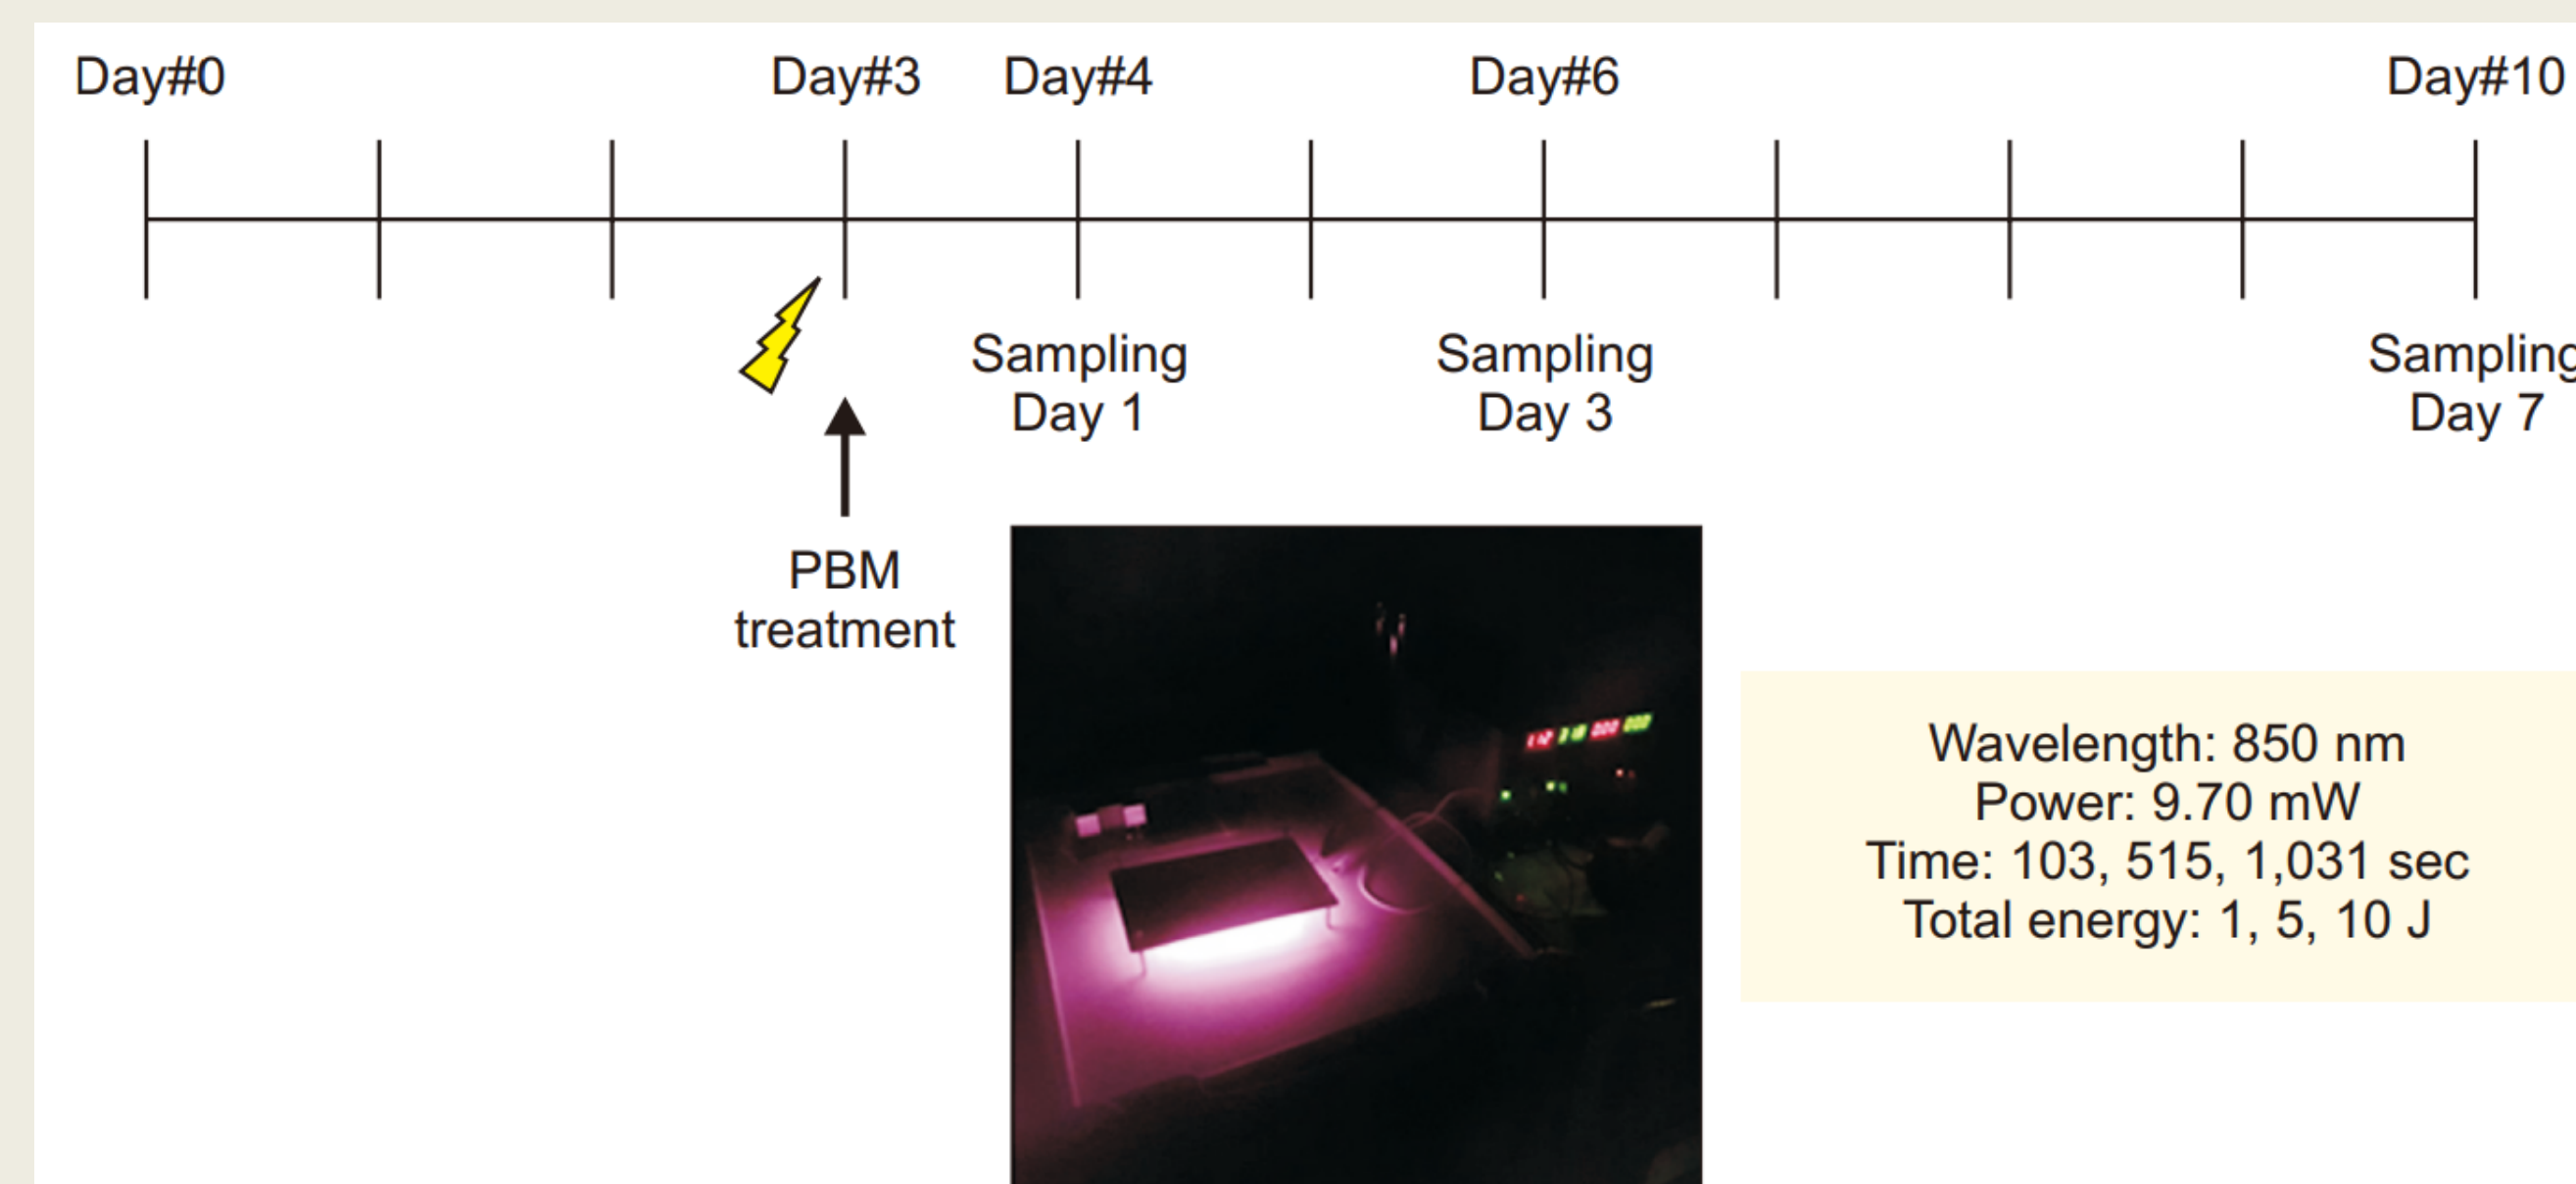 Day#0
Day#3
Day#4
Day#6
Day#10
Sampling
Day 1
Sampling
Day 3
Sampling
Day 7
PBM
treatment
Wavelength: 850 nm
Power: 9.70 mW
Time: 103, 515, 1,031 sec
Total energy: 1, 5, 10 J